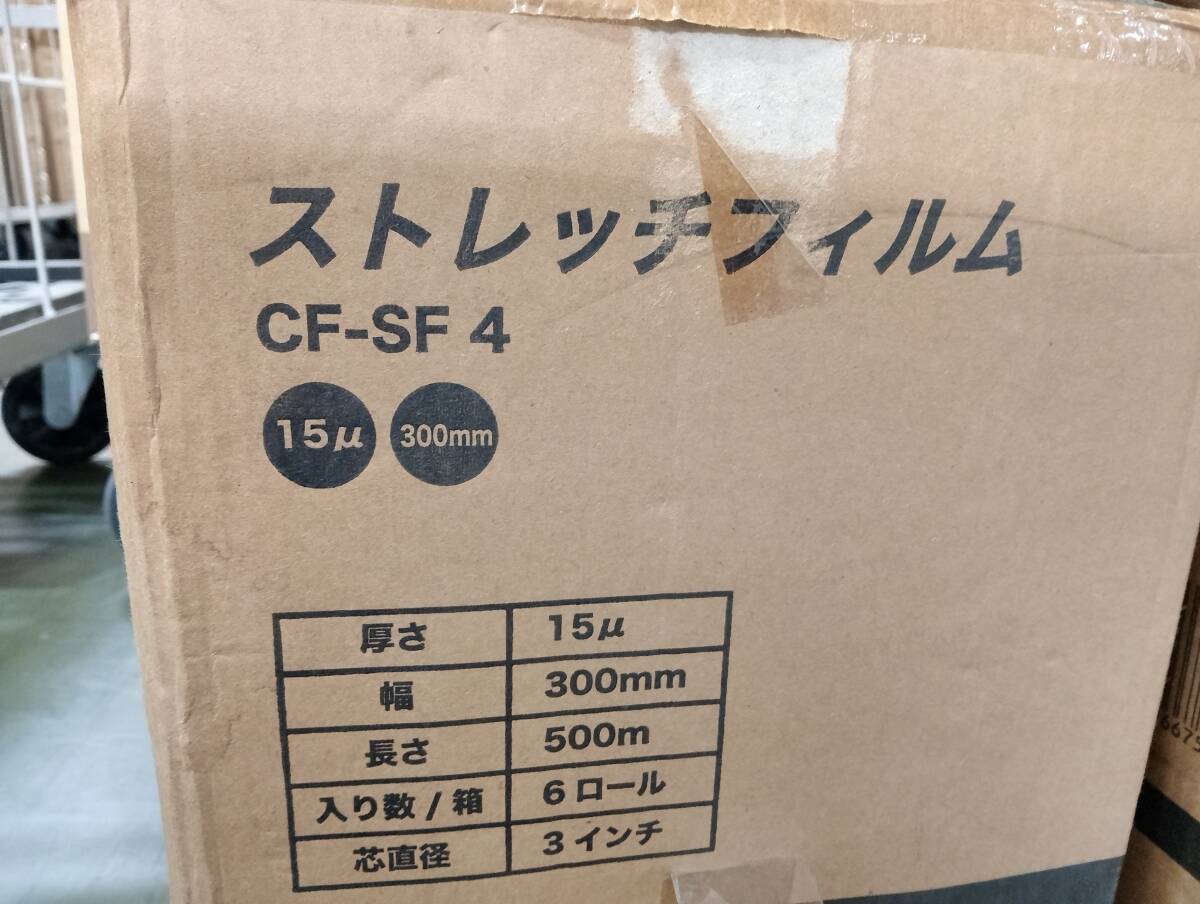 ストレッチフィルム
CF-SF 4
15μ 300mm
厚さ 15μ
幅 300mm
長さ 500m
入り数/箱 6ロール
芯直径 3インチ